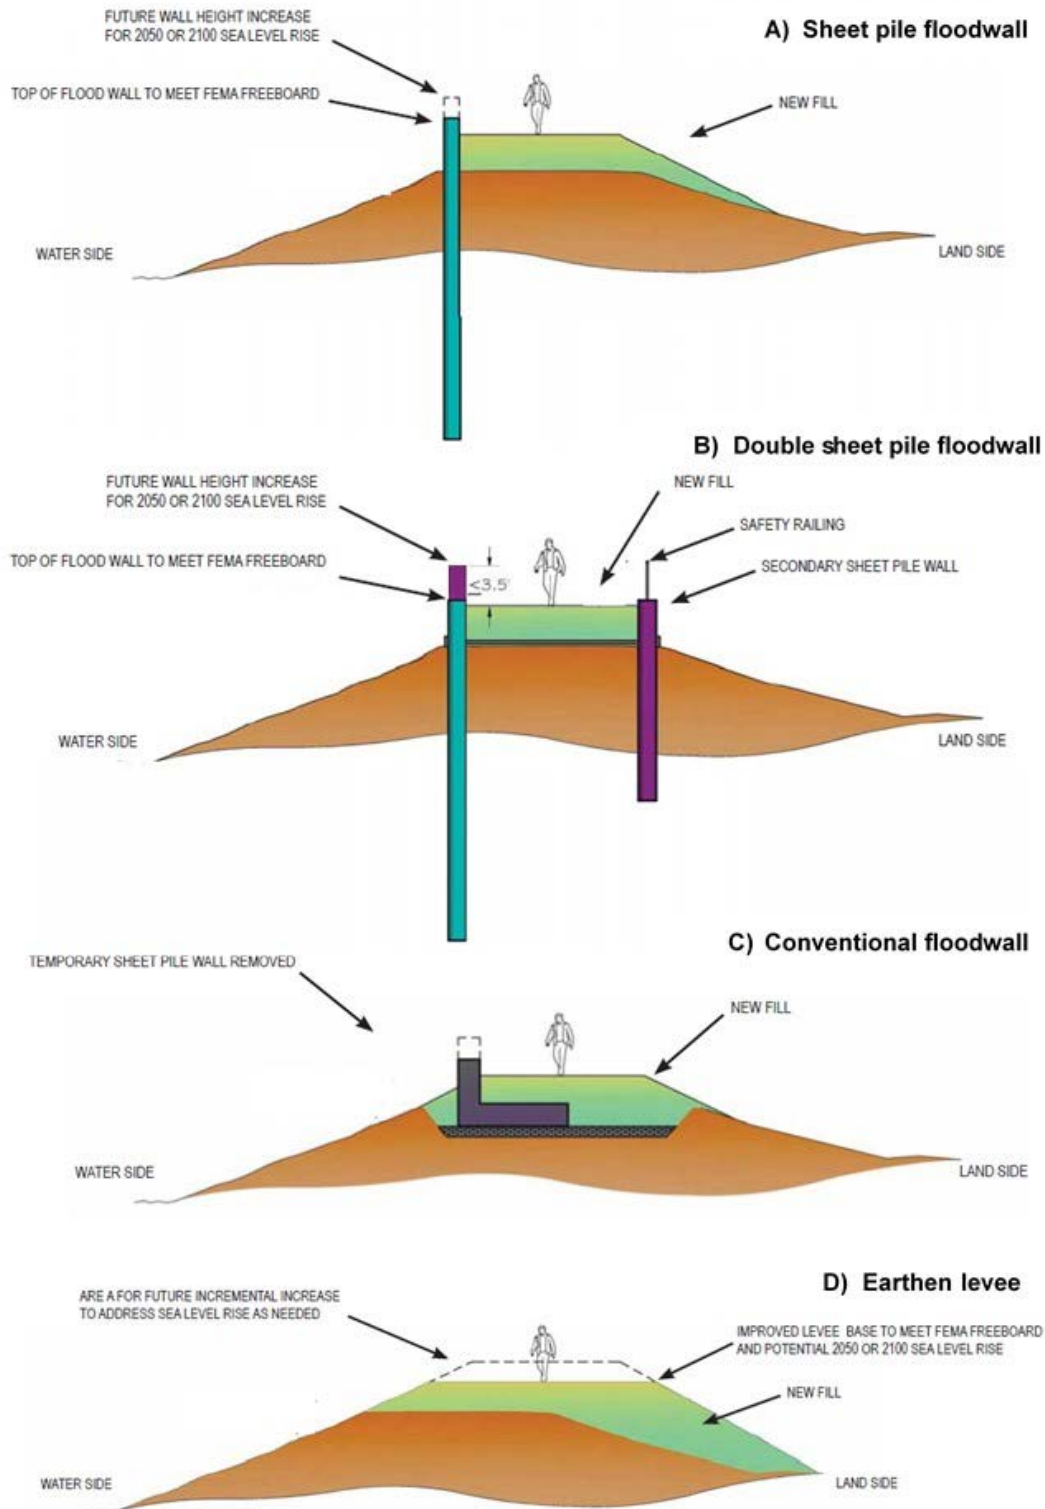 A) Sheet pile floodwall
FUTURE WALL HEIGHT INCREASE
FOR 2050 OR 2100 SEA LEVEL RISE
TOP OF FLOOD WALL TO MEET FEMA FREEBOARD
NEW FILL
WATER SIDE
LAND SIDE
B) Double sheet pile floodwall
FUTURE WALL HEIGHT INCREASE
FOR 2050 OR 2100 SEA LEVEL RISE
NEW FILL
SAFETY RAILING
TOP OF FLOOD WALL TO MEET FEMA FREEBOARD
SECONDARY SHEET PILE WALL
≤3.5'
WATER SIDE
LAND SIDE
C) Conventional floodwall
TEMPORARY SHEET PILE WALL REMOVED
NEW FILL
WATER SIDE
LAND SIDE
D) Earthen levee
ARE A FOR FUTURE INCREMENTAL INCREASE
TO ADDRESS SEA LEVEL RISE AS NEEDED
IMPROVED LEVEE BASE TO MEET FEMA FREEBOARD
AND POTENTIAL 2050 OR 2100 SEA LEVEL RISE
NEW FILL
WATER SIDE
LAND SIDE